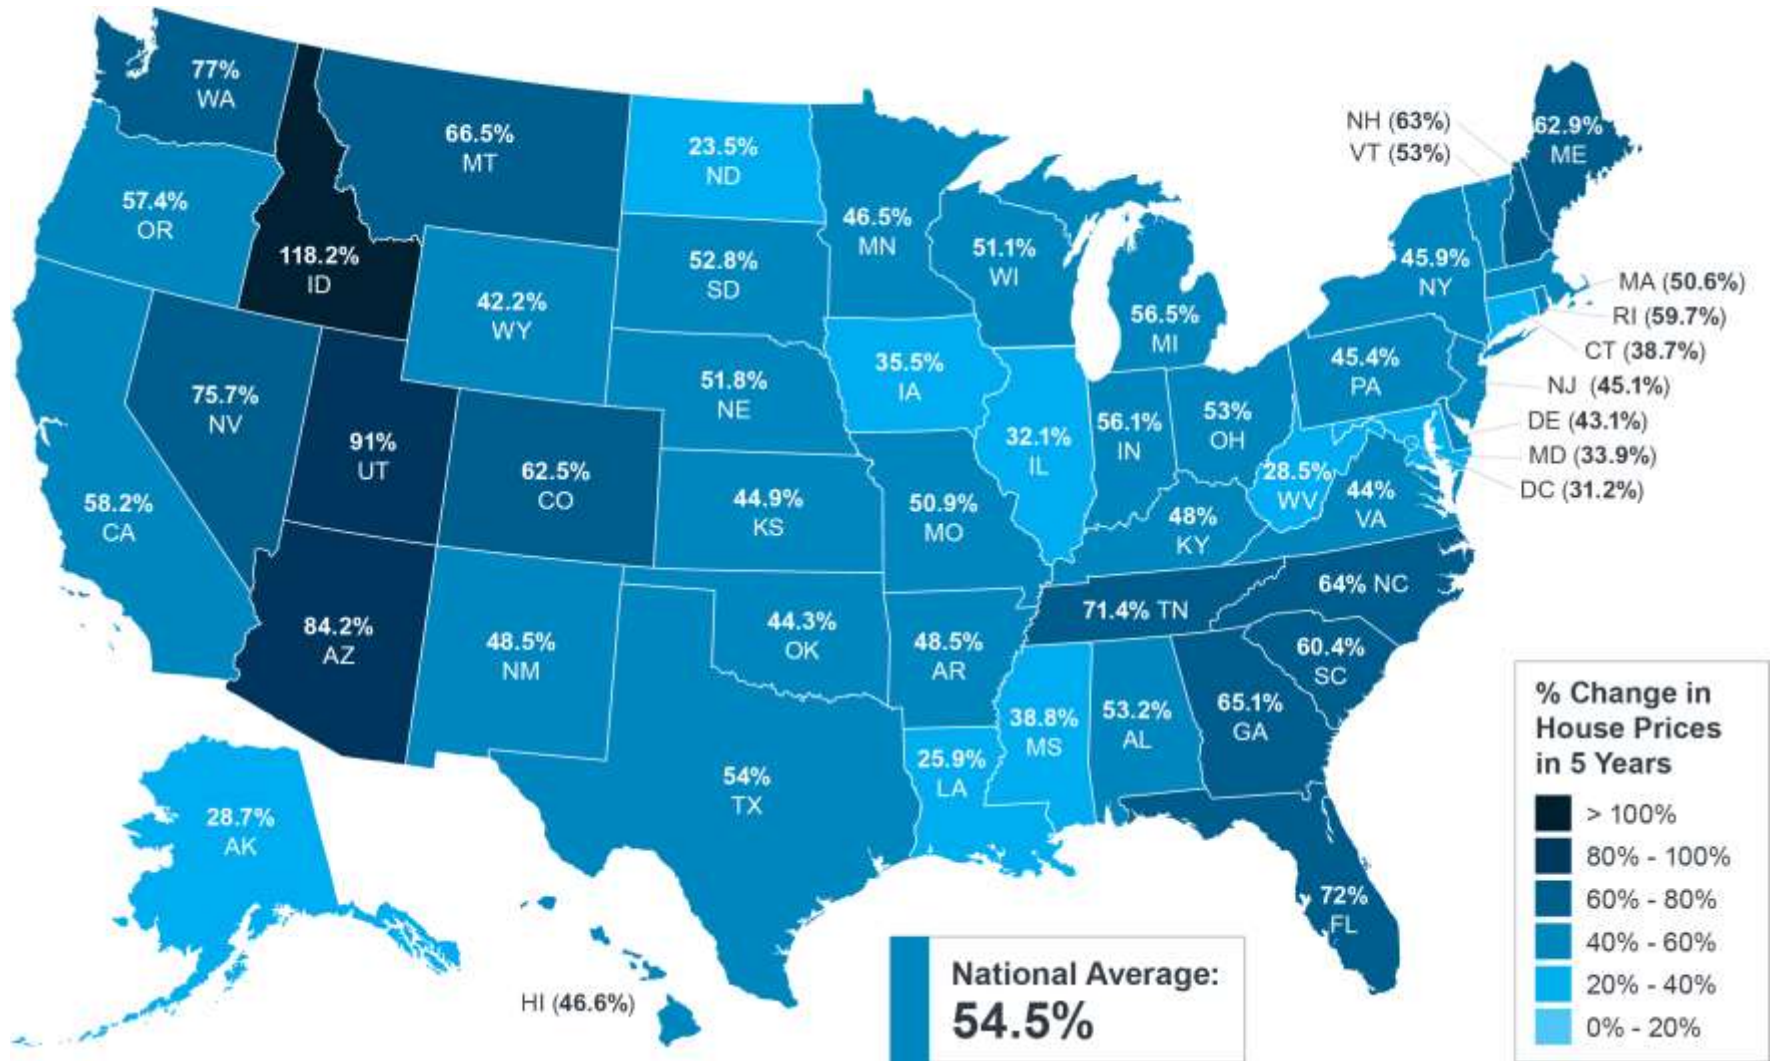 77%
WA
66.5%
MT
23.5%
ND
NH (63%)
VT (53%)
62.9%
ME
57.4%
OR
118.2%
ID
46.5%
MN
51.1%
WI
45.9%
NY
52.8%
SD
42.2%
WY
56.5%
MI
MA (50.6%)
RI (59.7%)
CT (38.7%)
NJ (45.1%)
DE (43.1%)
MD (33.9%)
DC (31.2%)
35.5%
IA
45.4%
PA
75.7%
NV
51.8%
NE
53%
OH
56.1%
IN
91%
UT
32.1%
IL
62.5%
CO
28.5%
WV
44%
VA
58.2%
CA
44.9%
KS
50.9%
MO
48%
KY
71.4% TN
64% NC
84.2%
AZ
48.5%
NM
44.3%
OK
48.5%
AR
60.4%
SC
38.8%
MS
53.2%
AL
65.1%
GA
25.9%
LA
54%
TX
28.7%
AK
72%
FL
HI (46.6%)
National Average:
54.5%
% Change in
House Prices
in 5 Years
> 100%
80% - 100%
60% - 80%
40% - 60%
20% - 40%
0% - 20%